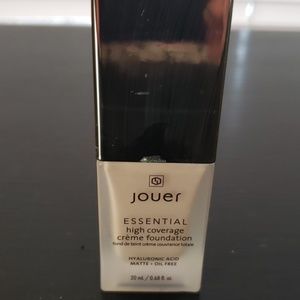 Jouer
ESSENTIAL
high coverage
crème foundation
fond de teint crème couvrance totale
HYALURONIC ACID
MATTE + OIL FREE
20 mL / 0.68 fl. oz.